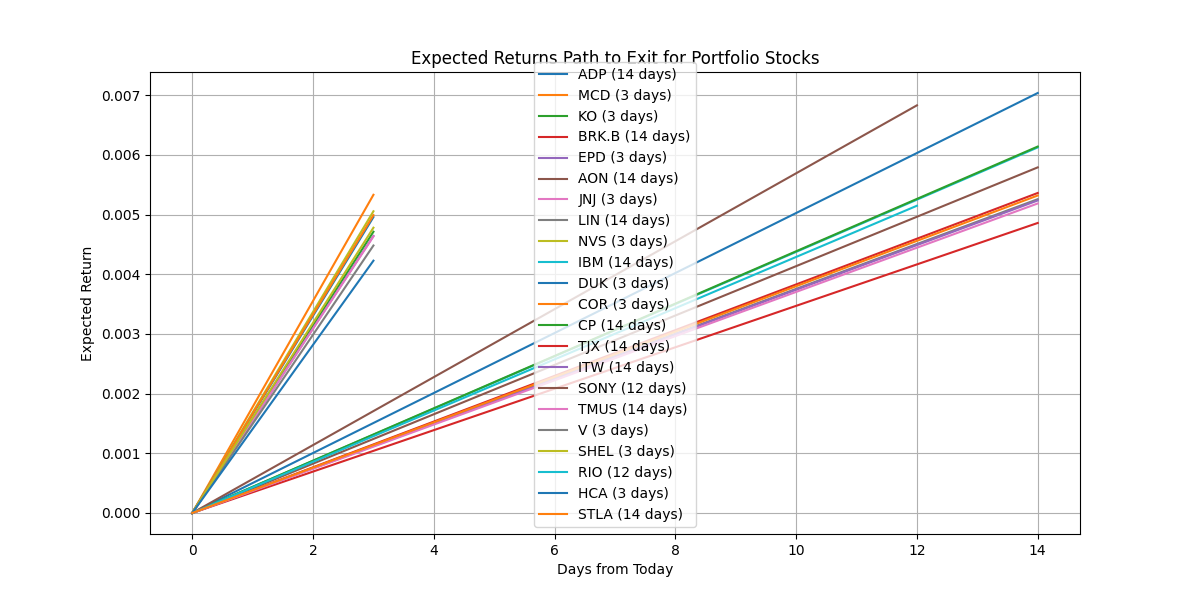 Expected Returns Path to Exit for Portfolio Stocks
Expected Return
0.007
0.006
0.005
0.004
0.003
0.002
0.001
0.000
ADP (14 days)
MCD (3 days)
KO (3 days)
BRK.B (14 days)
EPD (3 days)
AON (14 days)
JNJ (3 days)
LIN (14 days)
NVS (3 days)
IBM (14 days)
DUK (3 days)
COR (3 days)
CP (14 days)
TJX (14 days)
ITW (14 days)
SONY (12 days)
TMUS (14 days)
V (3 days)
SHEL (3 days)
RIO (12 days)
HCA (3 days)
STLA (14 days)
0 2 4 6 8 10 12 14
Days from Today